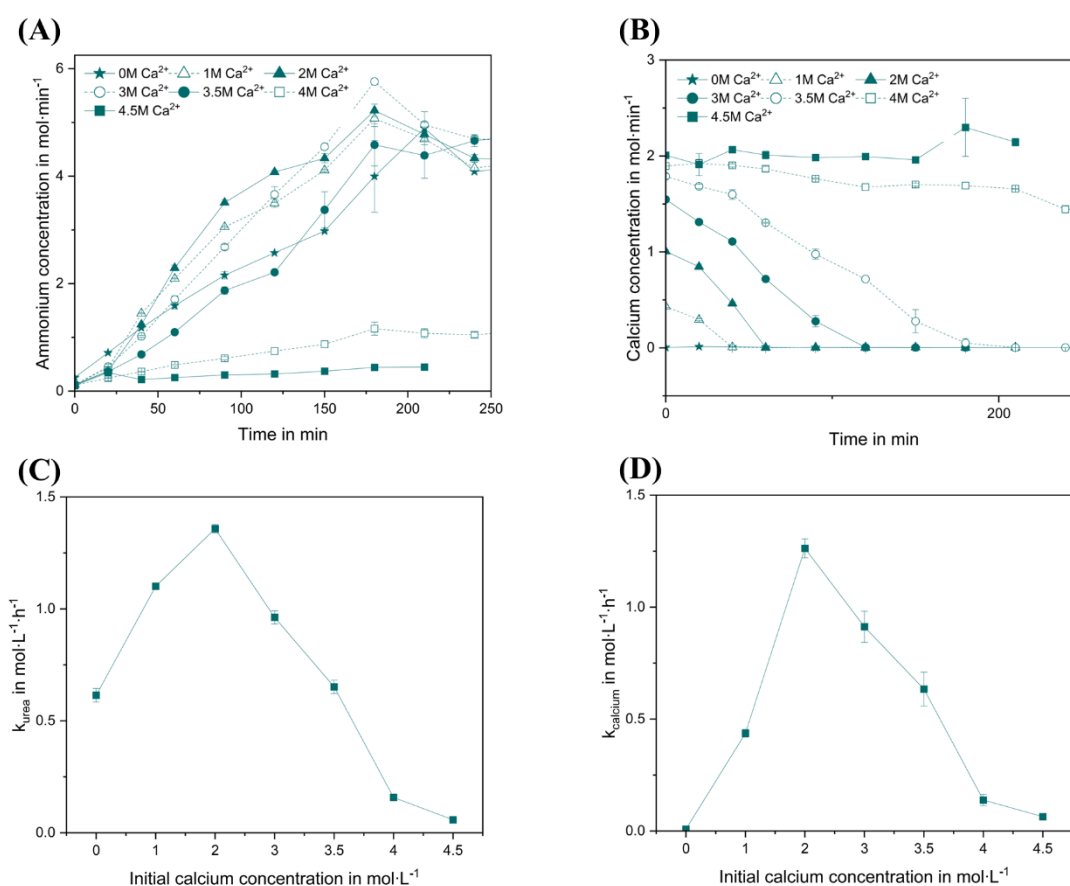 (A)
Ammonium concentration in mol·min⁻¹
6
4
2
0
0M Ca²⁺ 1M Ca²⁺ 2M Ca²⁺
3M Ca²⁺ 3.5M Ca²⁺ 4M Ca²⁺
4.5M Ca²⁺
0 50 100 150 200 250
Time in min
(B)
Calcium concentration in mol·min⁻¹
3
2
1
0
0M Ca²⁺ 1M Ca²⁺ 2M Ca²⁺
3M Ca²⁺ 3.5M Ca²⁺ 4M Ca²⁺
4.5M Ca²⁺
0 200
Time in min
(C)
k_urea in mol·L⁻¹·h⁻¹
1.5
1.0
0.5
0.0
0 1 2 3 3.5 4 4.5
Initial calcium concentration in mol·L⁻¹
(D)
k_calcium in mol·L⁻¹·h⁻¹
1.5
1.0
0.5
0.0
0 1 2 3 3.5 4 4.5
Initial calcium concentration in mol·L⁻¹